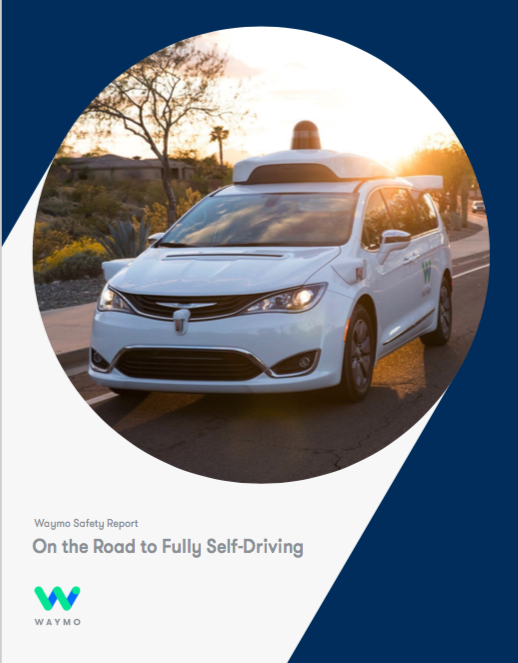 Waymo Safety Report
On the Road to Fully Self-Driving
WAYMO